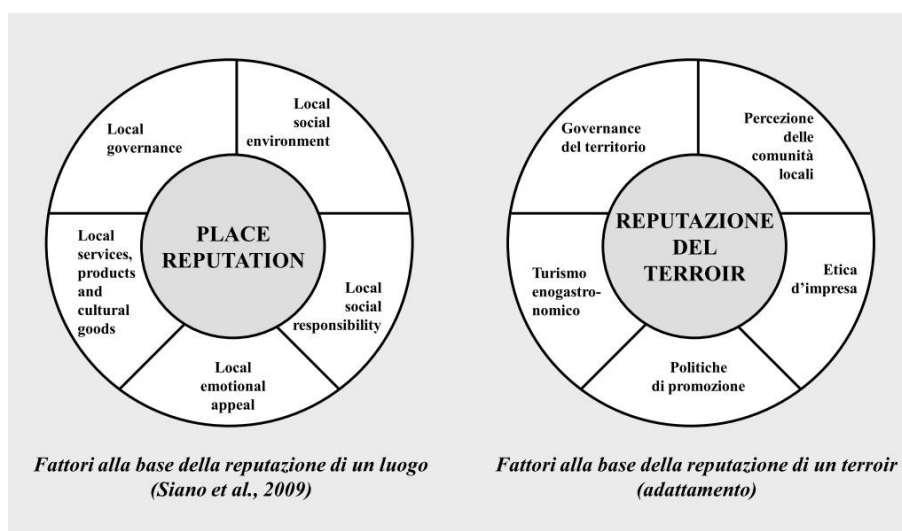 Local
governance
Local
social
environment
PLACE
REPUTATION
Local
services,
products
and
cultural
goods
Local
social
responsibility
Local
emotional
appeal
Fattori alla base della reputazione di un luogo
(Siano et al., 2009)
Governance
del territorio
Percezione
delle
comunità
locali
REPUTAZIONE
DEL
TERROIR
Turismo
enogastro-
nomico
Etica
d’impresa
Politiche
di promozione
Fattori alla base della reputazione di un terroir
(adattamento)